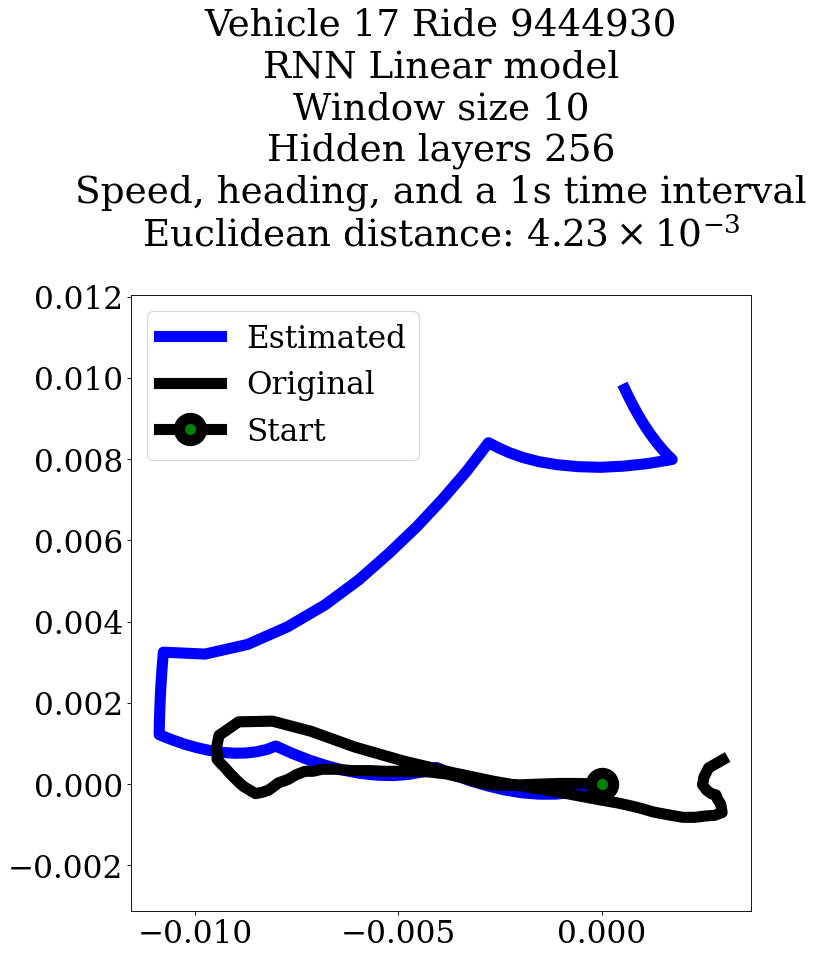 Vehicle 17 Ride 9444930
RNN Linear model
Window size 10
Hidden layers 256
Speed, heading, and a 1s time interval
Euclidean distance: 4.23 × 10⁻³
0.012
0.010
0.008
0.006
0.004
0.002
0.000
−0.002
Estimated
Original
Start
−0.010
−0.005
0.000